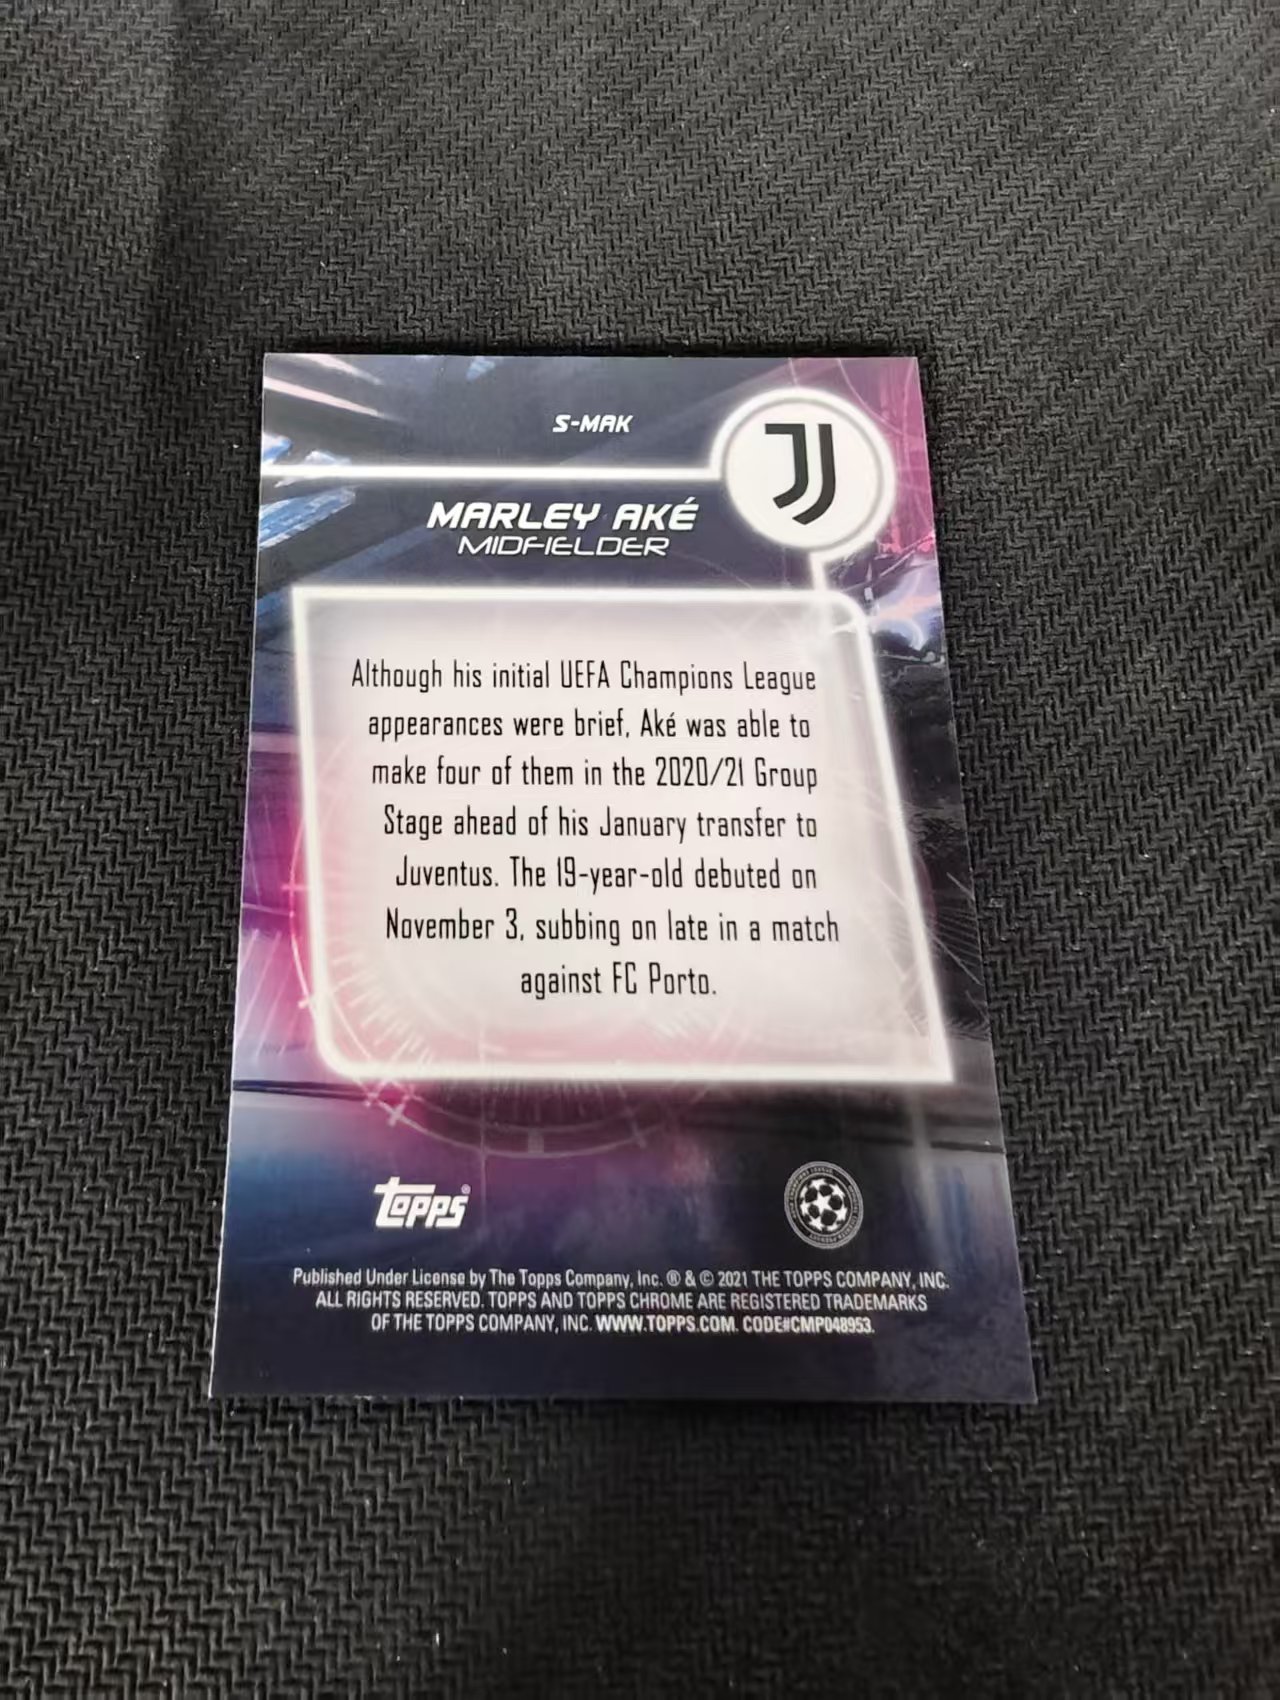 S-MAK
MARLEY AKÉ
MIDFIELDER
Although his initial UEFA Champions League
appearances were brief, Aké was able to
make four of them in the 2020/21 Group
Stage ahead of his January transfer to
Juventus. The 19-year-old debuted on
November 3, subbing on late in a match
against FC Porto.
topps®
Published Under License by The Topps Company, Inc. ® & © 2021 THE TOPPS COMPANY, INC.
ALL RIGHTS RESERVED. TOPPS AND TOPPS CHROME ARE REGISTERED TRADEMARKS
OF THE TOPPS COMPANY, INC. WWW.TOPPS.COM. CODE#CMP048953.